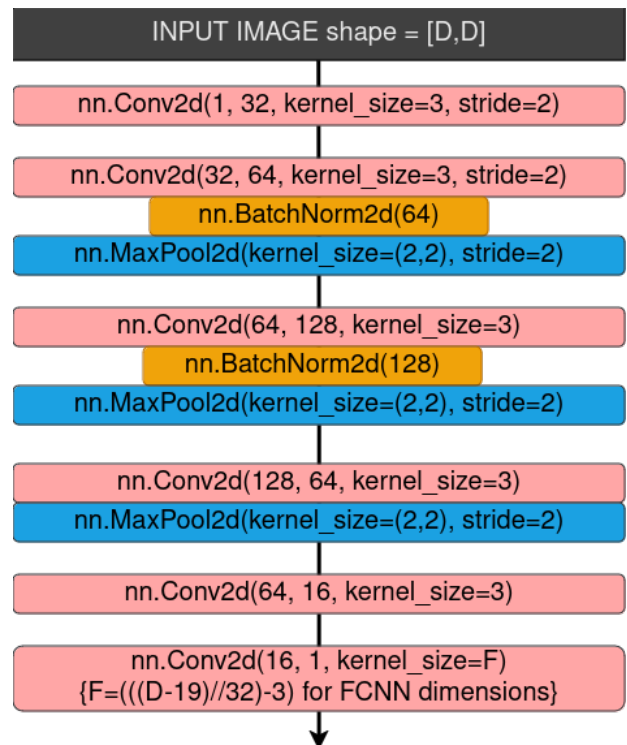 INPUT IMAGE shape = [D,D]
nn.Conv2d(1, 32, kernel_size=3, stride=2)
nn.Conv2d(32, 64, kernel_size=3, stride=2)
nn.BatchNorm2d(64)
nn.MaxPool2d(kernel_size=(2,2), stride=2)
nn.Conv2d(64, 128, kernel_size=3)
nn.BatchNorm2d(128)
nn.MaxPool2d(kernel_size=(2,2), stride=2)
nn.Conv2d(128, 64, kernel_size=3)
nn.MaxPool2d(kernel_size=(2,2), stride=2)
nn.Conv2d(64, 16, kernel_size=3)
nn.Conv2d(16, 1, kernel_size=F)
{F=(((D-19)//32)-3) for FCNN dimensions}